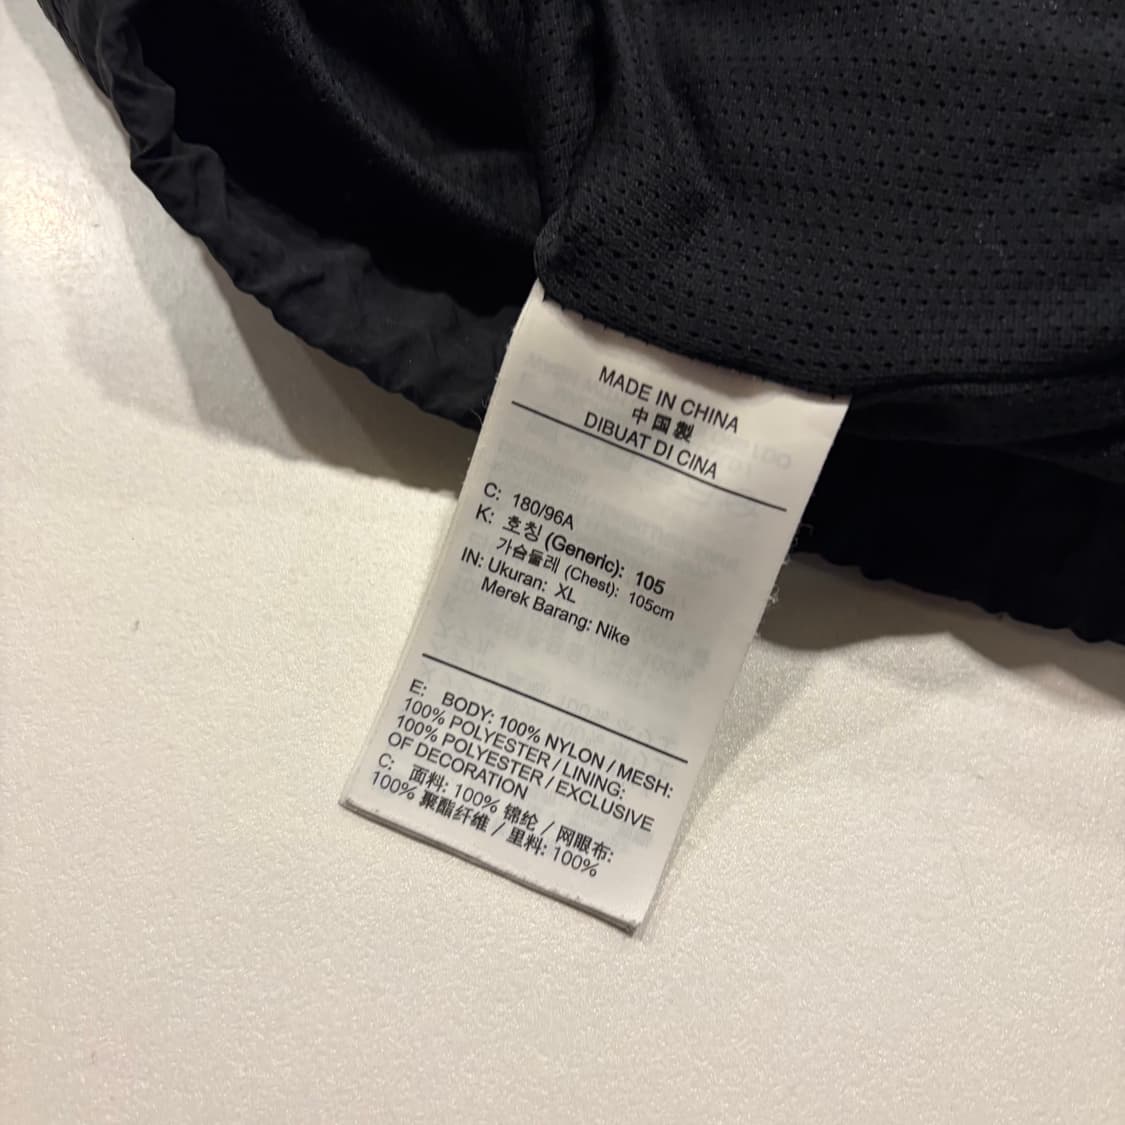 MADE IN CHINA
中国製
DIBUAT DI CINA
C: 180/96A
K: 호칭 (Generic): 105
가슴둘레 (Chest): 105cm
IN: Ukuran: XL
Merek Barang: Nike
E: BODY: 100% NYLON / MESH:
100% POLYESTER / LINING:
100% POLYESTER / EXCLUSIVE
OF DECORATION
C: 面料: 100% 锦纶 / 网眼布:
100% 聚酯纤维 / 里料: 100%